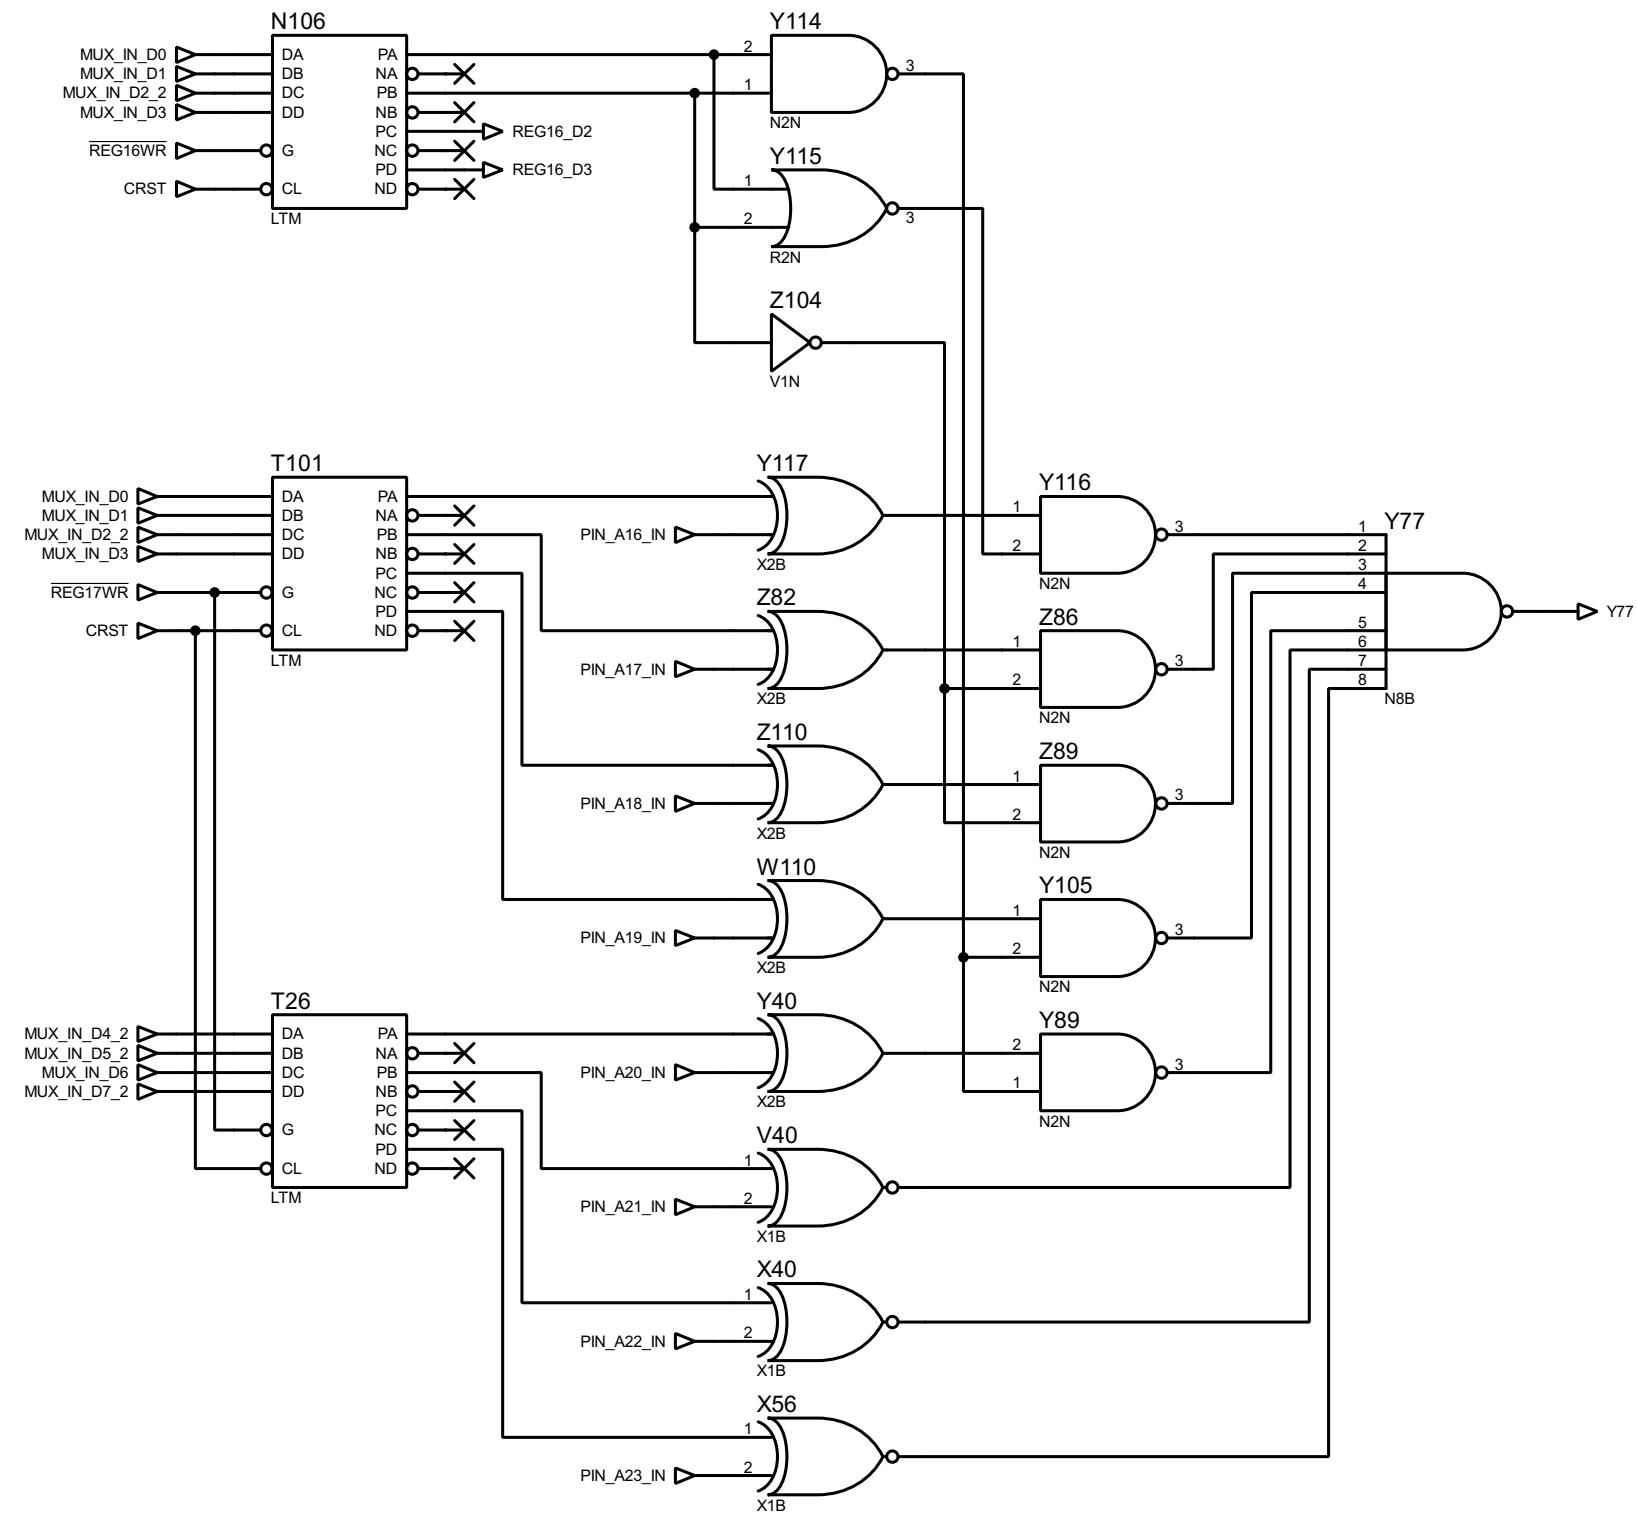 N106
MUX_IN_D0
MUX_IN_D1
MUX_IN_D2_2
MUX_IN_D3
REG16WR
CRST
DA
DB
DC
DD
G
CL
PA
NA
PB
NB
PC
NC
PD
ND
LTM
REG16_D2
REG16_D3
Y114
2
1
3
N2N
Y115
1
2
3
R2N
Z104
V1N
T101
MUX_IN_D0
MUX_IN_D1
MUX_IN_D2_2
MUX_IN_D3
REG17WR
CRST
DA
DB
DC
DD
G
CL
PA
NA
PB
NB
PC
NC
PD
ND
LTM
Y117
PIN_A16_IN
X2B
Z82
PIN_A17_IN
X2B
Z110
PIN_A18_IN
X2B
W110
PIN_A19_IN
X2B
Y116
1
2
3
N2N
Z86
1
2
3
N2N
Z89
1
2
3
N2N
Y105
1
2
3
N2N
Y89
2
1
3
N2N
Y77
1
2
3
4
5
6
7
8
N8B
Y77
T26
MUX_IN_D4_2
MUX_IN_D5_2
MUX_IN_D6
MUX_IN_D7_2
DA
DB
DC
DD
G
CL
PA
NA
PB
NB
PC
NC
PD
ND
LTM
Y40
PIN_A20_IN
X2B
V40
1
2
PIN_A21_IN
X1B
X40
1
2
PIN_A22_IN
X1B
X56
1
2
PIN_A23_IN
X1B